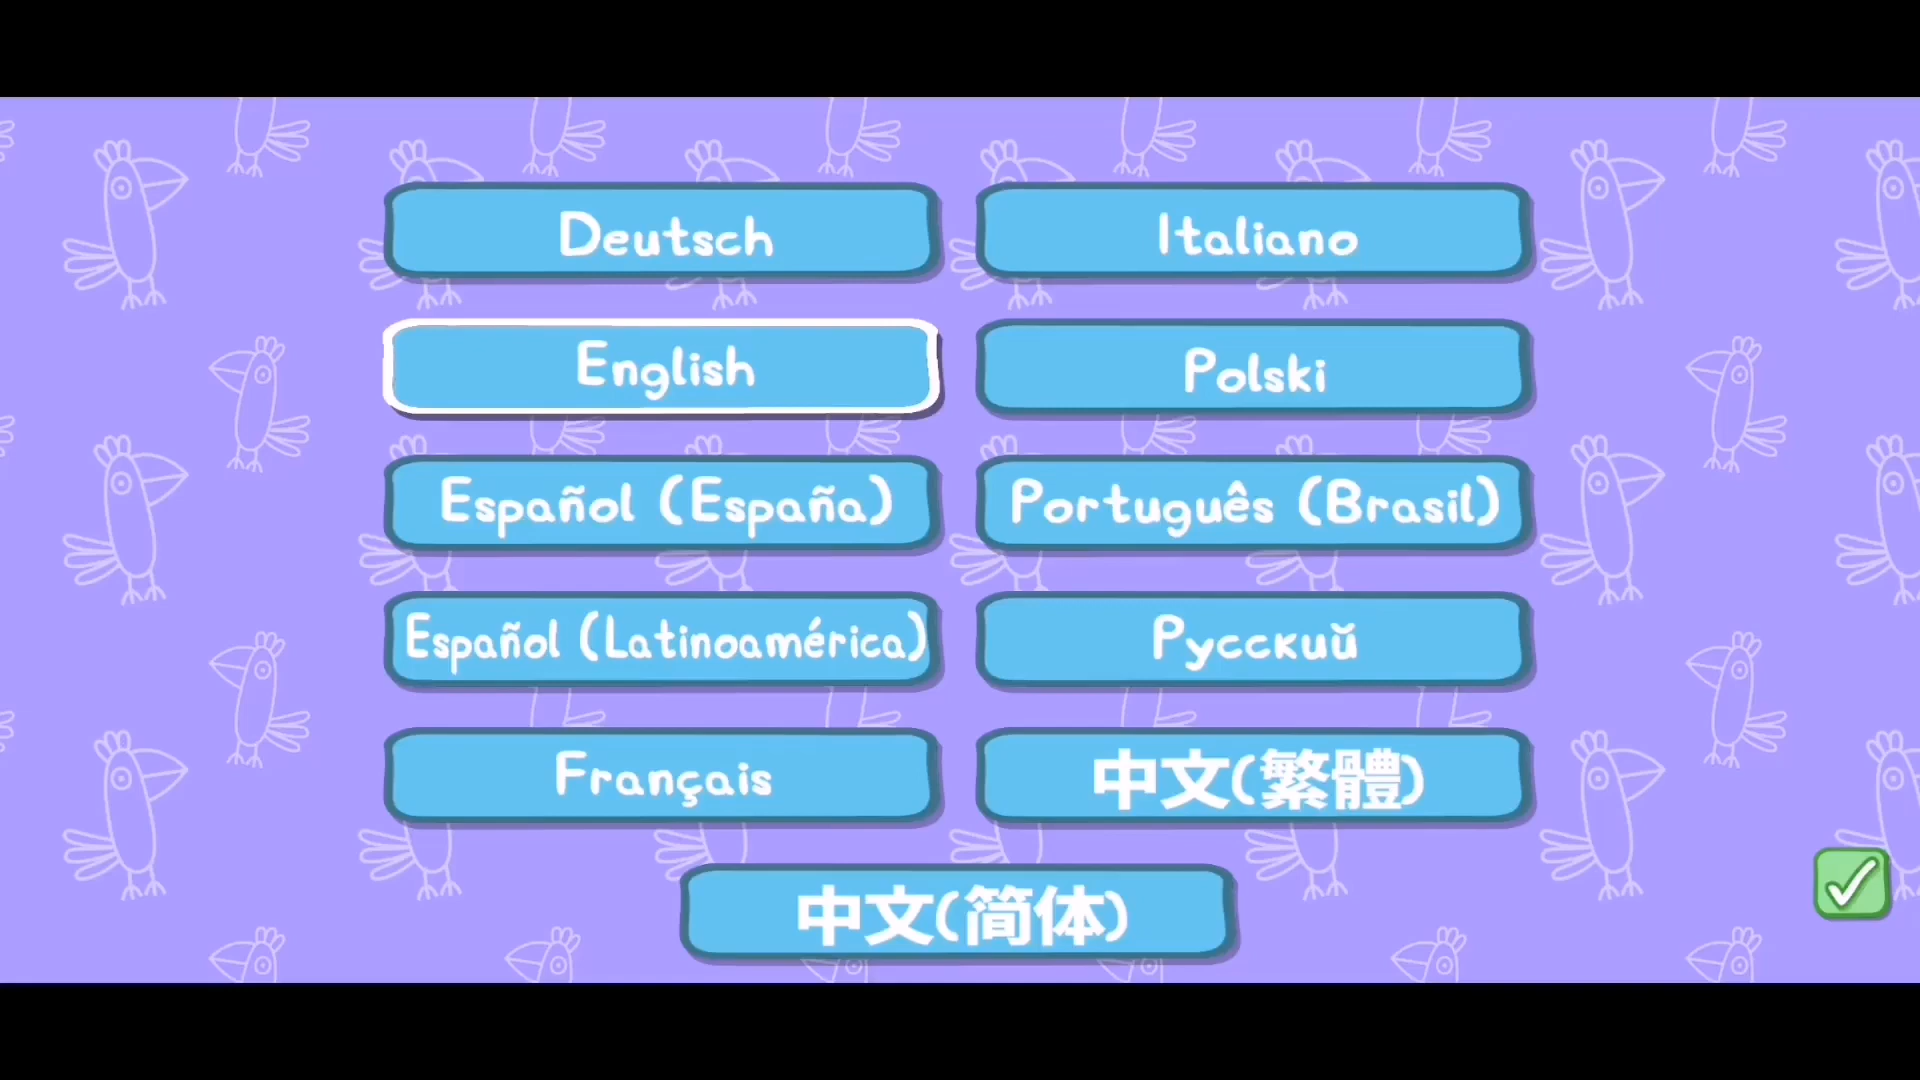 Deutsch
Italiano
English
Polski
Español (España)
Português (Brasil)
Español (Latinoamérica)
Русский
Français
中文(繁體)
中文(简体)